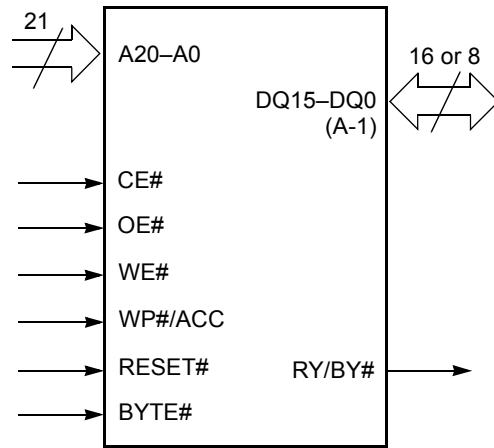 21
16 or 8
A20–A0
DQ15–DQ0
(A-1)
CE#
OE#
WE#
WP#/ACC
RESET#
RY/BY#
BYTE#